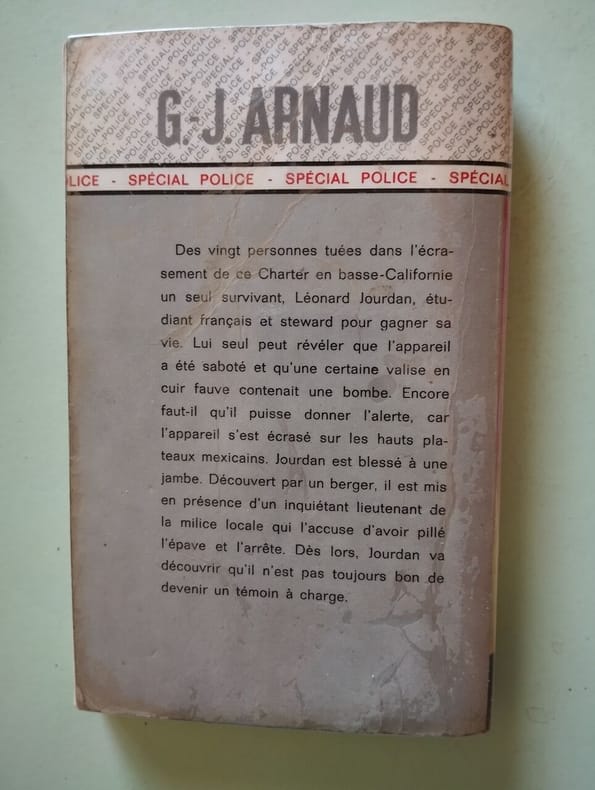 G.-J. ARNAUD
LICE - SPÉCIAL POLICE - SPÉCIAL POLICE - SPÉCIAL
Des vingt personnes tuées dans l'écra-
sement de ce Charter en basse-Californie
un seul survivant, Léonard Jourdan, étu-
diant français et steward pour gagner sa
vie. Lui seul peut révéler que l'appareil
a été saboté et qu'une certaine valise en
cuir fauve contenait une bombe. Encore
faut-il qu'il puisse donner l'alerte, car
l'appareil s'est écrasé sur les hauts pla-
teaux mexicains. Jourdan est blessé à une
jambe. Découvert par un berger, il est mis
en présence d'un inquiétant lieutenant de
la milice locale qui l'accuse d'avoir pillé
l'épave et l'arrête. Dès lors, Jourdan va
découvrir qu'il n'est pas toujours bon de
devenir un témoin à charge.